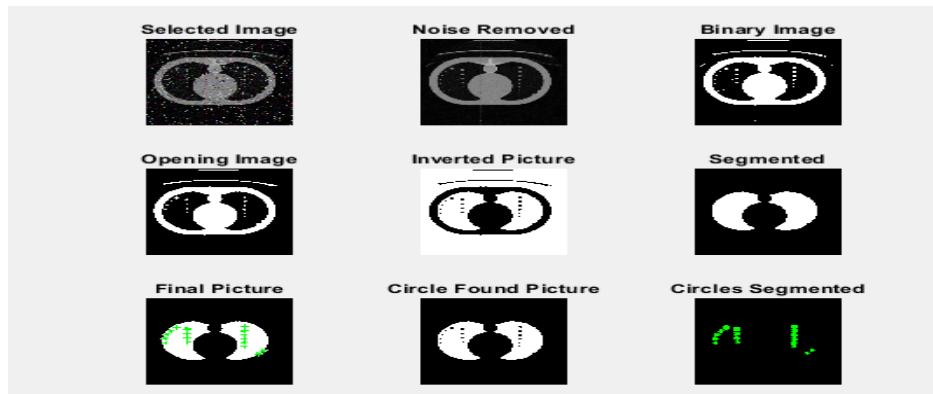 Selected Image
Noise Removed
Binary Image
Opening Image
Inverted Picture
Segmented
Final Picture
Circle Found Picture
Circles Segmented